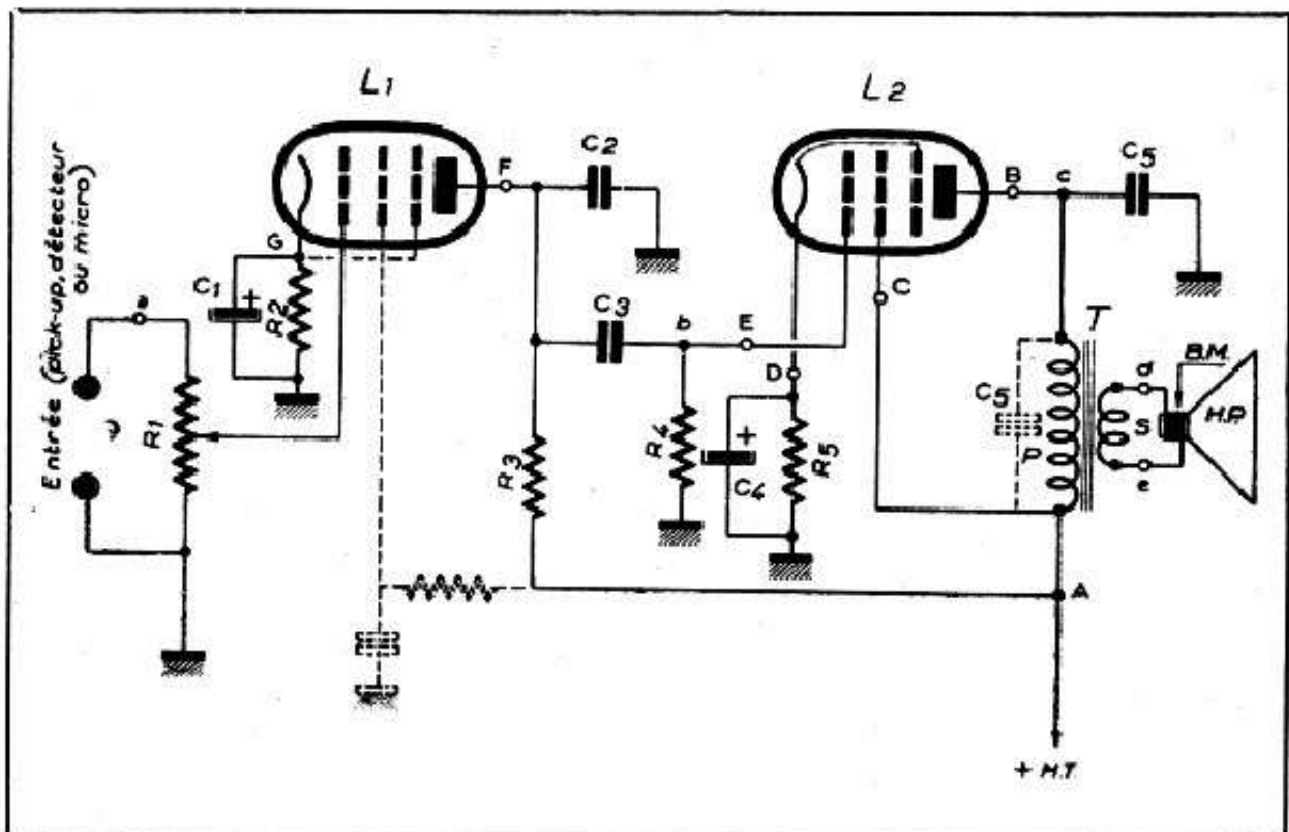 L1
L2
Entrée (pick-up, détecteur
ou micro)
a
R1
G
C1
+
R2
F
C2
C3
b
E
R3
R4
D
+
C4
R5
C
B
c
C5
T
C5
P
S
d
e
B.M.
H.P.
A
+ H.T.